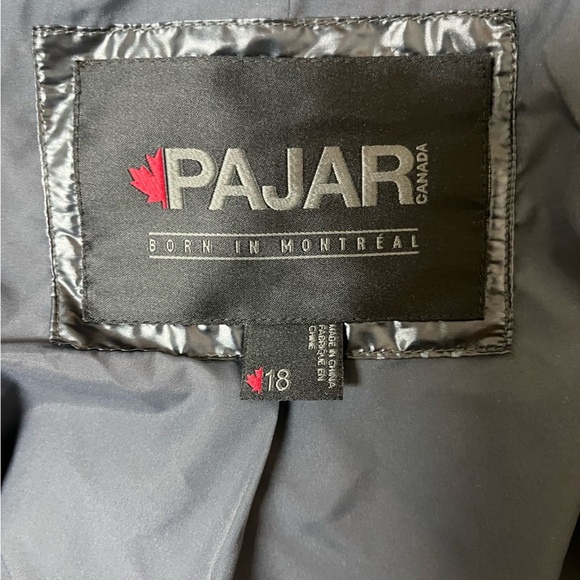 PAJAR
CANADA
BORN IN MONTRÉAL
18
MADE IN CHINA
FABRIQUÉ EN
CHINE